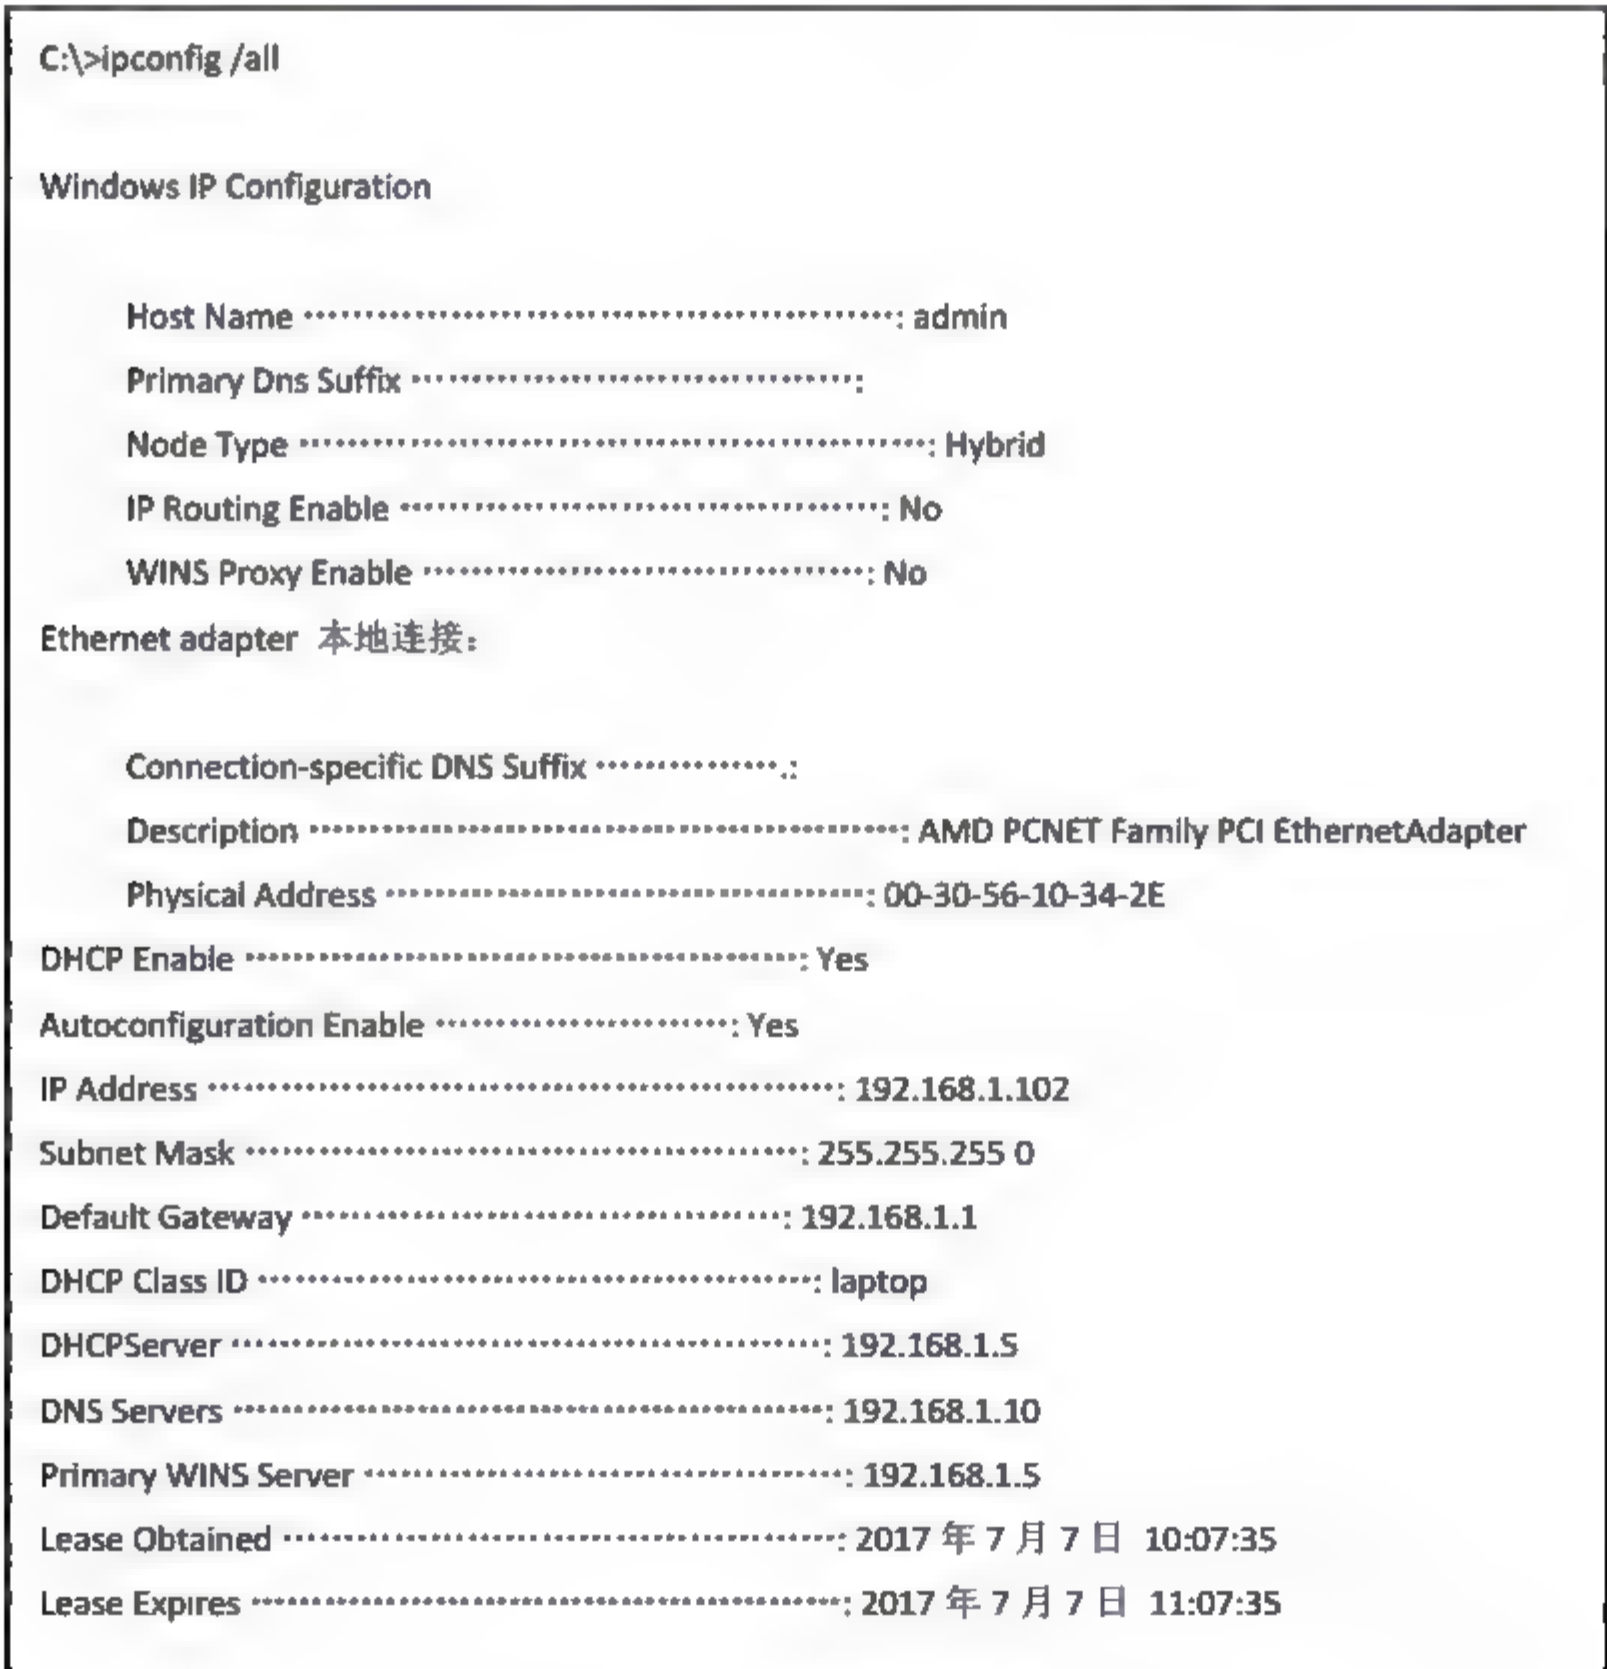 C:\>ipconfig /all
Windows IP Configuration
Host Name ················································: admin
Primary Dns Suffix ····································:
Node Type ···················································: Hybrid
IP Routing Enable ·······································: No
WINS Proxy Enable ····································: No
Ethernet adapter 本地连接:
Connection-specific DNS Suffix ···············.:
Description ················································: AMD PCNET Family PCI EthernetAdapter
Physical Address ·······································: 00-30-56-10-34-2E
DHCP Enable ·············································: Yes
Autoconfiguration Enable ························: Yes
IP Address ···················································: 192.168.1.102
Subnet Mask ·············································: 255.255.255 0
Default Gateway ·······································: 192.168.1.1
DHCP Class ID ·············································: laptop
DHCPServer ················································: 192.168.1.5
DNS Servers ················································: 192.168.1.10
Primary WINS Server ·······································: 192.168.1.5
Lease Obtained ·············································: 2017 年 7 月 7 日 10:07:35
Lease Expires ················································: 2017 年 7 月 7 日 11:07:35